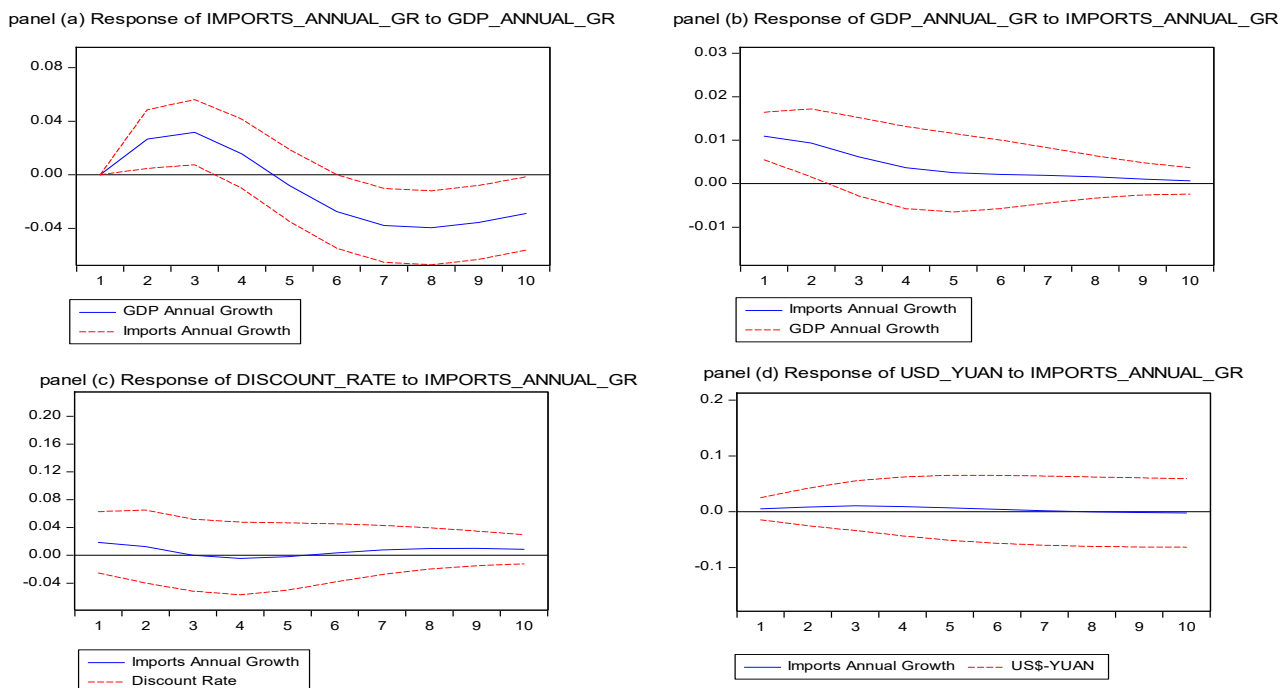 panel (a) Response of IMPORTS_ANNUAL_GR to GDP_ANNUAL_GR
0.08
0.04
0.00
-0.04
1 2 3 4 5 6 7 8 9 10
GDP Annual Growth
Imports Annual Growth
panel (b) Response of GDP_ANNUAL_GR to IMPORTS_ANNUAL_GR
0.03
0.02
0.01
0.00
-0.01
1 2 3 4 5 6 7 8 9 10
Imports Annual Growth
GDP Annual Growth
panel (c) Response of DISCOUNT_RATE to IMPORTS_ANNUAL_GR
0.20
0.16
0.12
0.08
0.04
0.00
-0.04
1 2 3 4 5 6 7 8 9 10
Imports Annual Growth
Discount Rate
panel (d) Response of USD_YUAN to IMPORTS_ANNUAL_GR
0.2
0.1
0.0
-0.1
1 2 3 4 5 6 7 8 9 10
Imports Annual Growth US$-YUAN